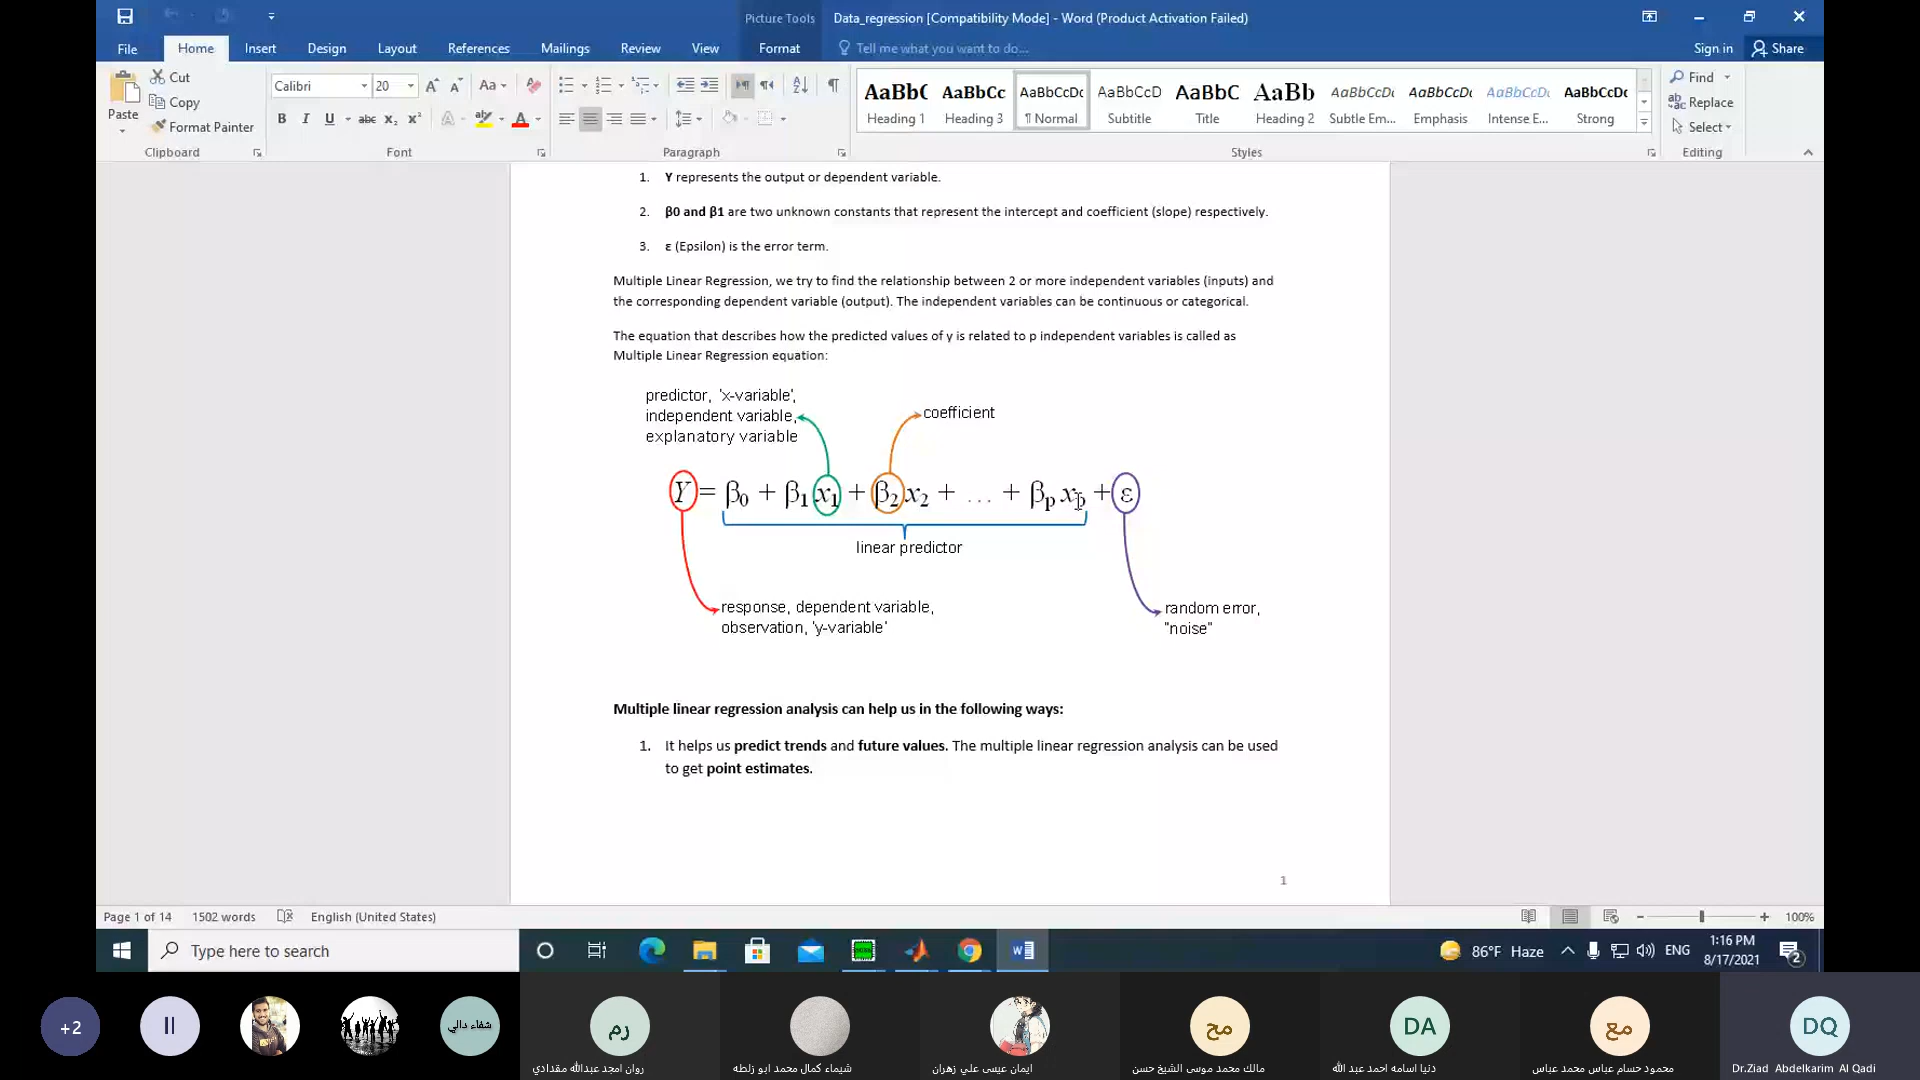 Picture Tools
Data_regression [Compatibility Mode] - Word (Product Activation Failed)
File Home Insert Design Layout References Mailings Review View Format Tell me what you want to do... Sign in Share
Paste
Cut
Copy
Format Painter
Clipboard
Calibri 20
Aa
B I U abc x₂ x² A A
Font
Paragraph
AaBbC AaBbCc AaBbCcDc AaBbCcD AaBbC AaBb AaBbCcDc AaBbCcDc AaBbCcDc AaBbCcDc
Heading 1 Heading 3 ¶ Normal Subtitle Title Heading 2 Subtle Em... Emphasis Intense E... Strong
Styles
Find
Replace
Select
Editing
1. Y represents the output or dependent variable.
2. β0 and β1 are two unknown constants that represent the intercept and coefficient (slope) respectively.
3. ε (Epsilon) is the error term.
Multiple Linear Regression, we try to find the relationship between 2 or more independent variables (inputs) and
the corresponding dependent variable (output). The independent variables can be continuous or categorical.
The equation that describes how the predicted values of y is related to p independent variables is called as
Multiple Linear Regression equation:
predictor, 'x-variable',
independent variable,
explanatory variable
coefficient
Y = β₀ + β₁ x₁ + β₂ x₂ + ... + βₚ xₚ + ε
linear predictor
response, dependent variable,
observation, 'y-variable'
random error,
"noise"
Multiple linear regression analysis can help us in the following ways:
1. It helps us predict trends and future values. The multiple linear regression analysis can be used
to get point estimates.
1
Page 1 of 14 1502 words English (United States) 100%
Type here to search
86°F Haze
ENG
1:16 PM
8/17/2021
2
+2
شفاء دالي
رم
مح
DA
مع
DQ
روان امجد عبدالله مقدادي
شيماء كمال محمد ابو زلطه
ايمان عيسى علي زهران
مالك محمد موسى الشيخ حسن
دنيا اسامه احمد عبد الله
محمود حسام عباس محمد عباس
Dr.Ziad Abdelkarim Al Qadi